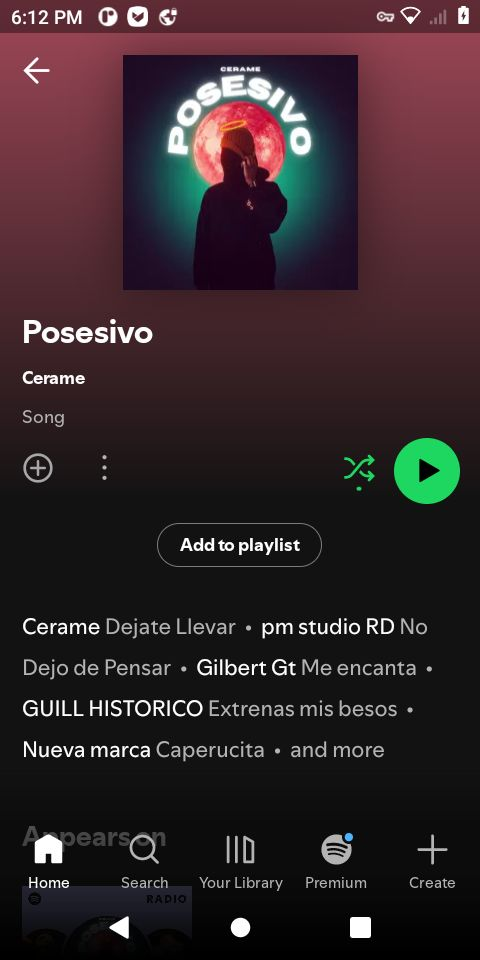 6:12 PM
CERAME
POSESIVO
Posesivo
Cerame
Song
Add to playlist
Cerame Dejate Llevar • pm studio RD No
Dejo de Pensar • Gilbert Gt Me encanta •
GUILL HISTORICO Extrenas mis besos •
Nueva marca Caperucita • and more
Appears on
Home Search Your Library Premium Create
RADIO